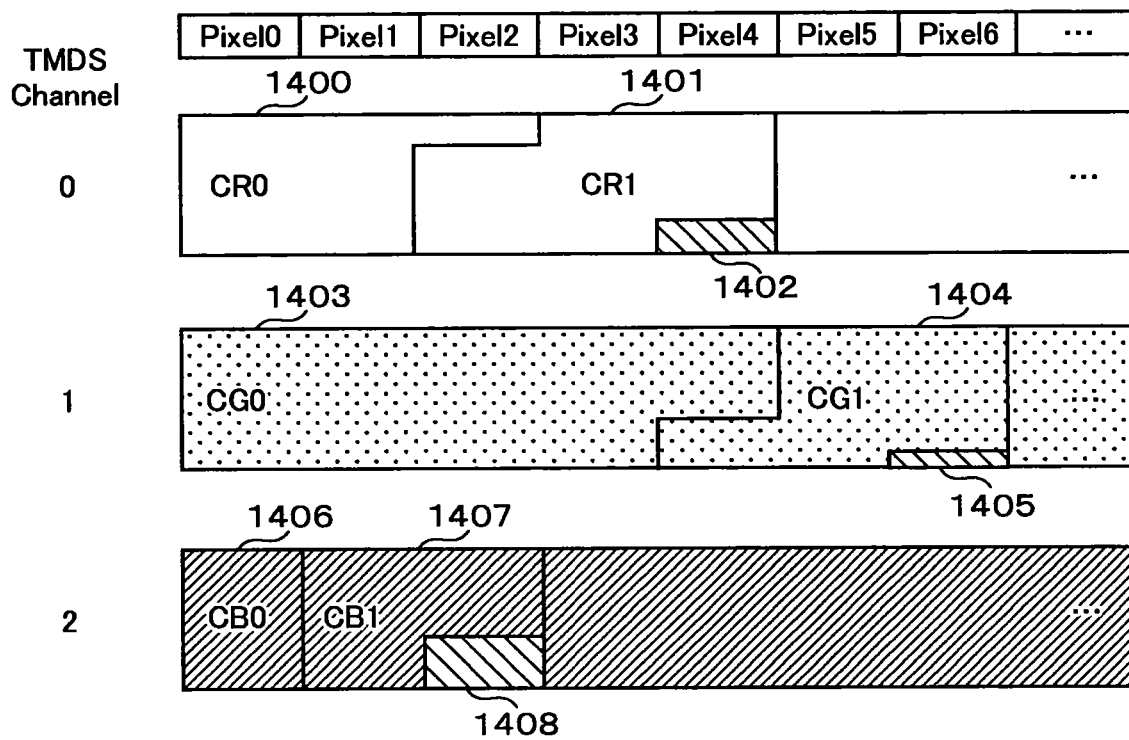 Pixel0 Pixel1 Pixel2 Pixel3 Pixel4 Pixel5 Pixel6 ...
TMDS
Channel
1400 1401
0 CR0 CR1 ...
1402
1403 1404
1 CG0 CG1 ...
1405
1406 1407
2 CB0 CB1 ...
1408